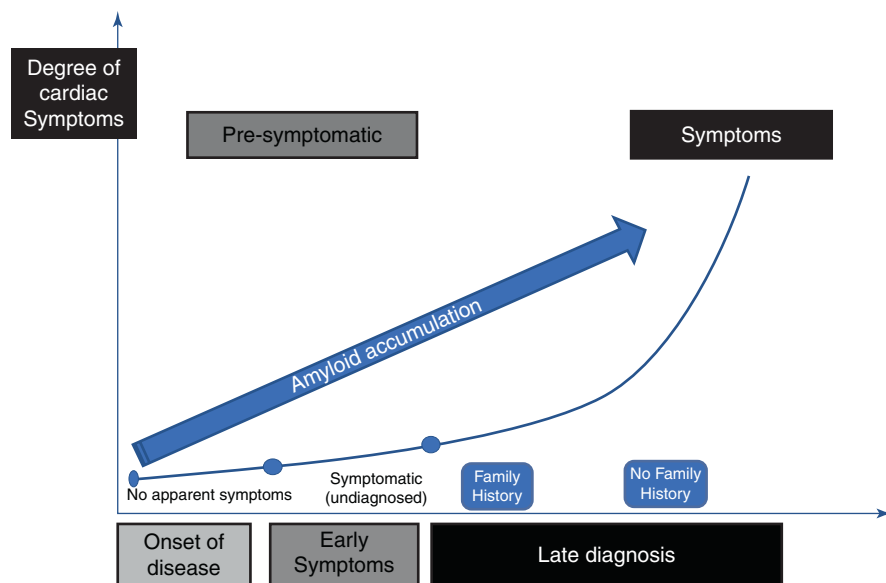 Degree of
cardiac
Symptoms
Pre-symptomatic
Symptoms
Amyloid accumulation
No apparent symptoms
Symptomatic
(undiagnosed)
Family
History
No Family
History
Onset of
disease
Early
Symptoms
Late diagnosis